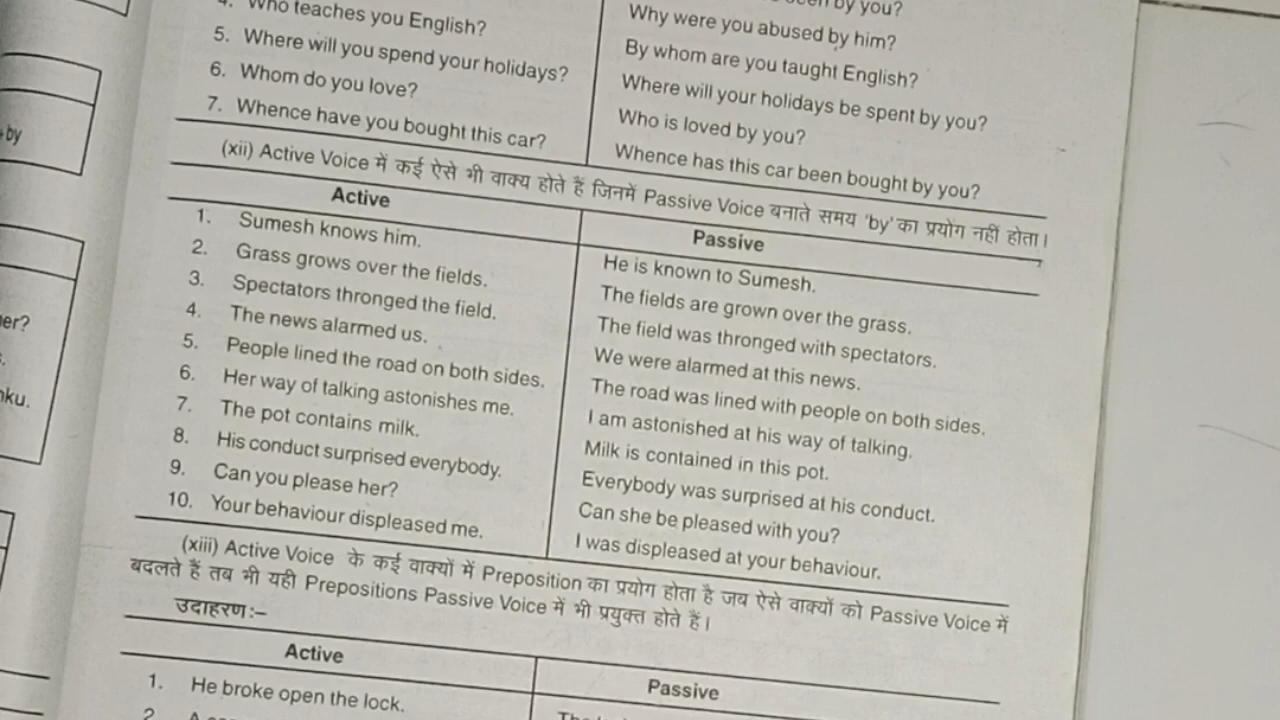 by you?
4. Who teaches you English?
Why were you abused by him?
5. Where will you spend your holidays?
By whom are you taught English?
6. Whom do you love?
Where will your holidays be spent by you?
7. Whence have you bought this car?
Who is loved by you?
Whence has this car been bought by you?
(xii) Active Voice में कई ऐसे भी वाक्य होते हैं जिनमें Passive Voice बनाते समय 'by' का प्रयोग नहीं होता।
Active
Passive
1. Sumesh knows him.
He is known to Sumesh.
2. Grass grows over the fields.
The fields are grown over the grass.
3. Spectators thronged the field.
The field was thronged with spectators.
4. The news alarmed us.
We were alarmed at this news.
5. People lined the road on both sides.
The road was lined with people on both sides.
6. Her way of talking astonishes me.
I am astonished at his way of talking.
7. The pot contains milk.
Milk is contained in this pot.
8. His conduct surprised everybody.
Everybody was surprised at his conduct.
9. Can you please her?
Can she be pleased with you?
10. Your behaviour displeased me.
I was displeased at your behaviour.
(xiii) Active Voice के कई वाक्यों में Preposition का प्रयोग होता है जब ऐसे वाक्यों को Passive Voice में
बदलते हैं तब भी यही Prepositions Passive Voice में भी प्रयुक्त होते हैं।
उदाहरण:–
Active
Passive
1. He broke open the lock.
2.
by
er?
ku.